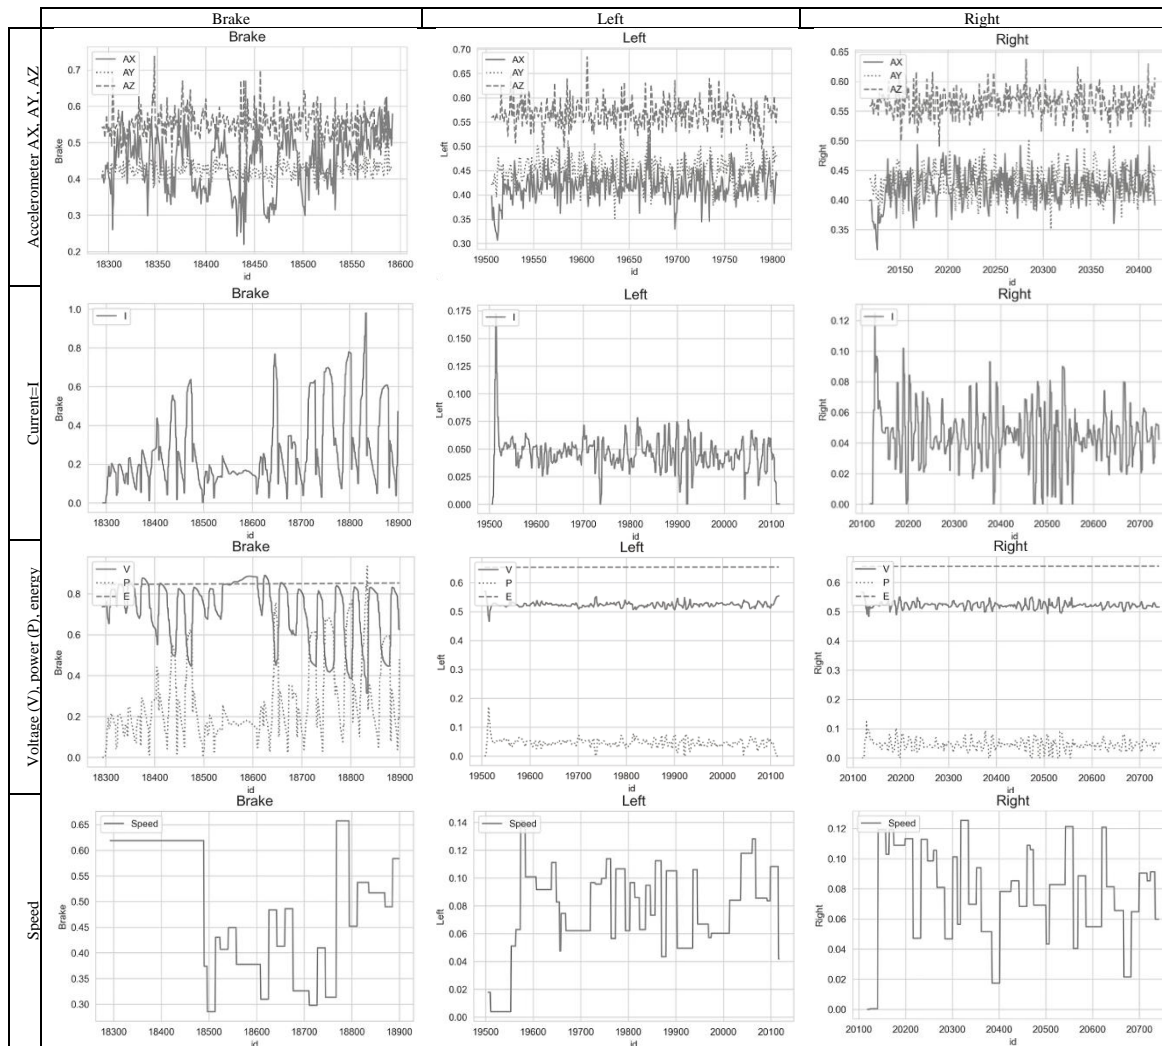 Brake Left Right
Accelerometer AX, AY, AZ
Brake
AX
AY
AZ
0.7
0.6
0.5
0.4
0.3
0.2
Brake
18300 18350 18400 18450 18500 18550 18600
id
Left
AX
AY
AZ
0.70
0.65
0.60
0.55
0.50
0.45
0.40
0.35
0.30
Left
19500 19550 19600 19650 19700 19750 19800
id
Right
AX
AY
AZ
0.65
0.60
0.55
0.50
0.45
0.40
0.35
Right
20150 20200 20250 20300 20350 20400
id
Current=I
Brake
I
1.0
0.8
0.6
0.4
0.2
0.0
Brake
18300 18400 18500 18600 18700 18800 18900
id
Left
I
0.175
0.150
0.125
0.100
0.075
0.050
0.025
0.000
Left
19500 19600 19700 19800 19900 20000 20100
id
Right
I
0.12
0.10
0.08
0.06
0.04
0.02
0.00
Right
20100 20200 20300 20400 20500 20600 20700
id
Voltage (V), power (P), energy
Brake
V
P
E
0.8
0.6
0.4
0.2
0.0
Brake
18300 18400 18500 18600 18700 18800 18900
id
Left
V
P
E
0.6
0.5
0.4
0.3
0.2
0.1
0.0
Left
19500 19600 19700 19800 19900 20000 20100
id
Right
V
P
E
0.6
0.5
0.4
0.3
0.2
0.1
0.0
Right
20100 20200 20300 20400 20500 20600 20700
id
Speed
Brake
Speed
0.65
0.60
0.55
0.50
0.45
0.40
0.35
0.30
Brake
18300 18400 18500 18600 18700 18800 18900
id
Left
Speed
0.14
0.12
0.10
0.08
0.06
0.04
0.02
0.00
Left
19500 19600 19700 19800 19900 20000 20100
id
Right
Speed
0.12
0.10
0.08
0.06
0.04
0.02
0.00
Right
20100 20200 20300 20400 20500 20600 20700
id